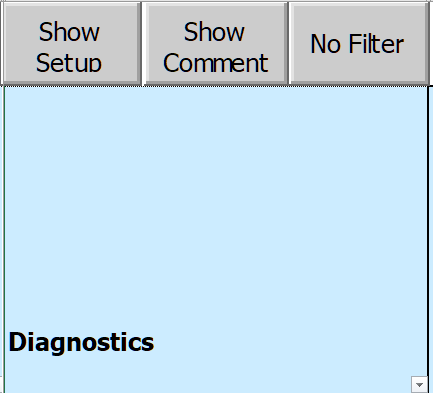 Show
Setup
Show
Comment
No Filter
Diagnostics